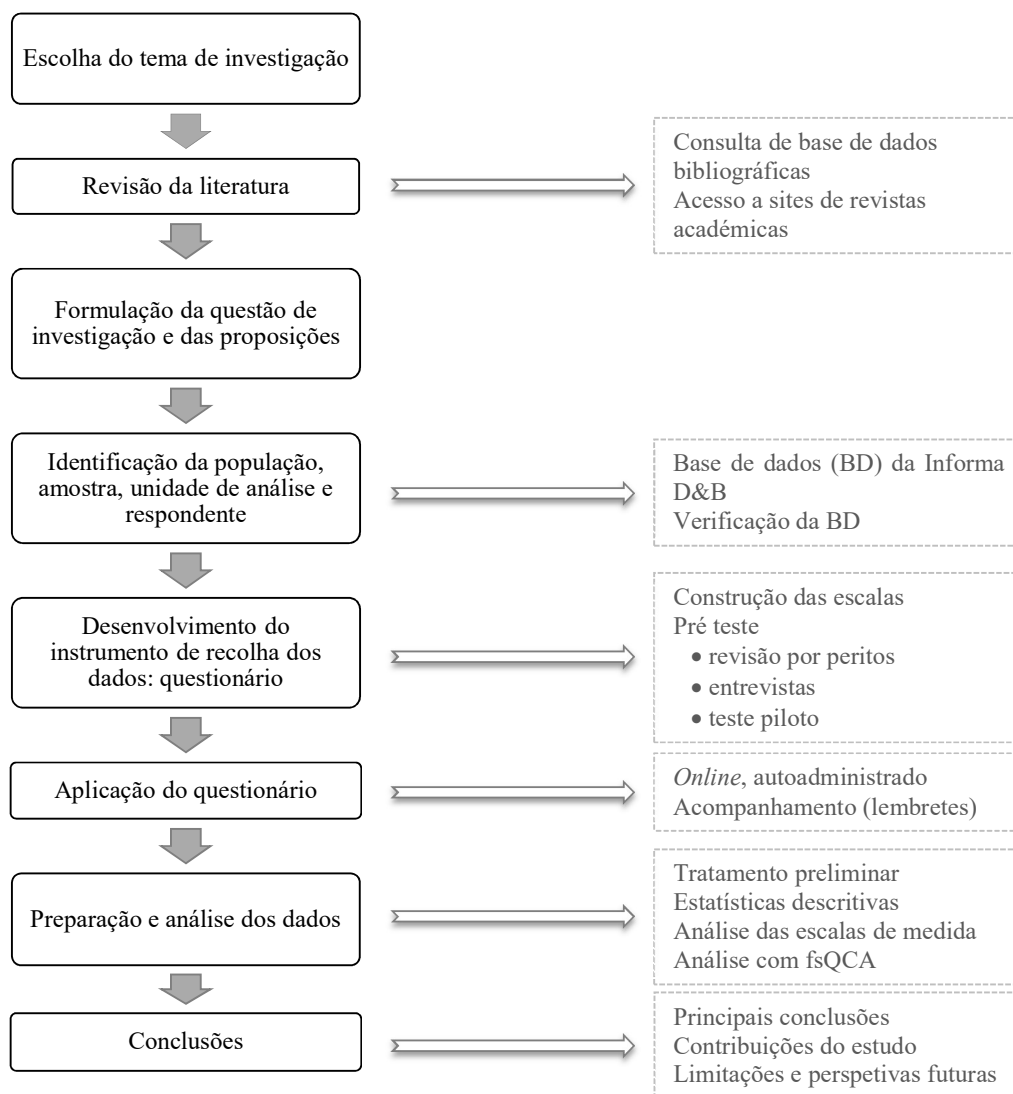 Escolha do tema de investigação
Revisão da literatura
Consulta de base de dados
bibliográficas
Acesso a sites de revistas
académicas
Formulação da questão de
investigação e das proposições
Identificação da população,
amostra, unidade de análise e
respondente
Base de dados (BD) da Informa
D&B
Verificação da BD
Desenvolvimento do
instrumento de recolha dos
dados: questionário
Construção das escalas
Pré teste
• revisão por peritos
• entrevistas
• teste piloto
Aplicação do questionário
Online, autoadministrado
Acompanhamento (lembretes)
Preparação e análise dos dados
Tratamento preliminar
Estatísticas descritivas
Análise das escalas de medida
Análise com fsQCA
Conclusões
Principais conclusões
Contribuições do estudo
Limitações e perspetivas futuras